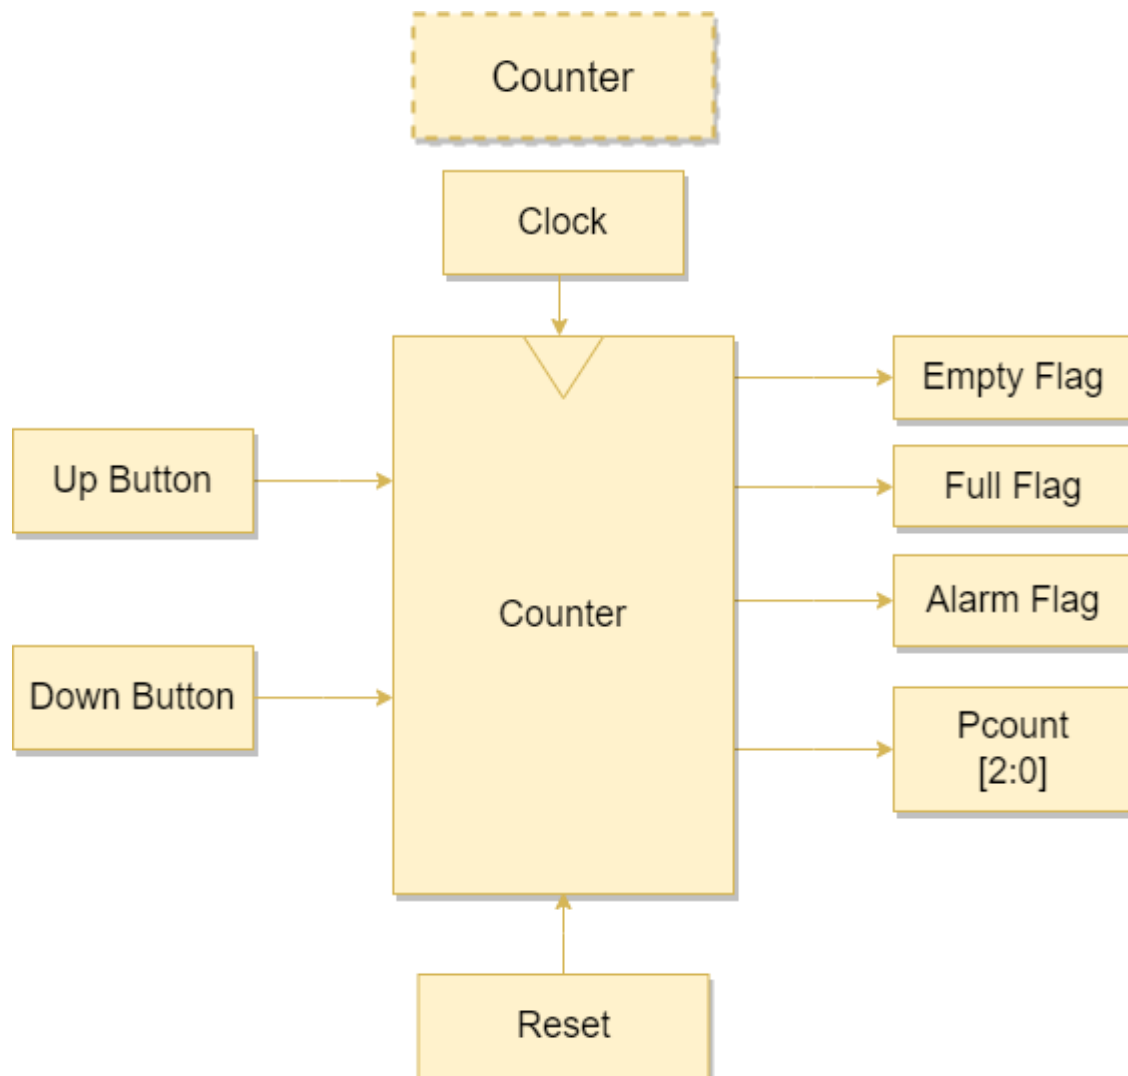 Counter
Clock
Empty Flag
Up Button
Full Flag
Counter
Alarm Flag
Down Button
Pcount
[2:0]
Reset